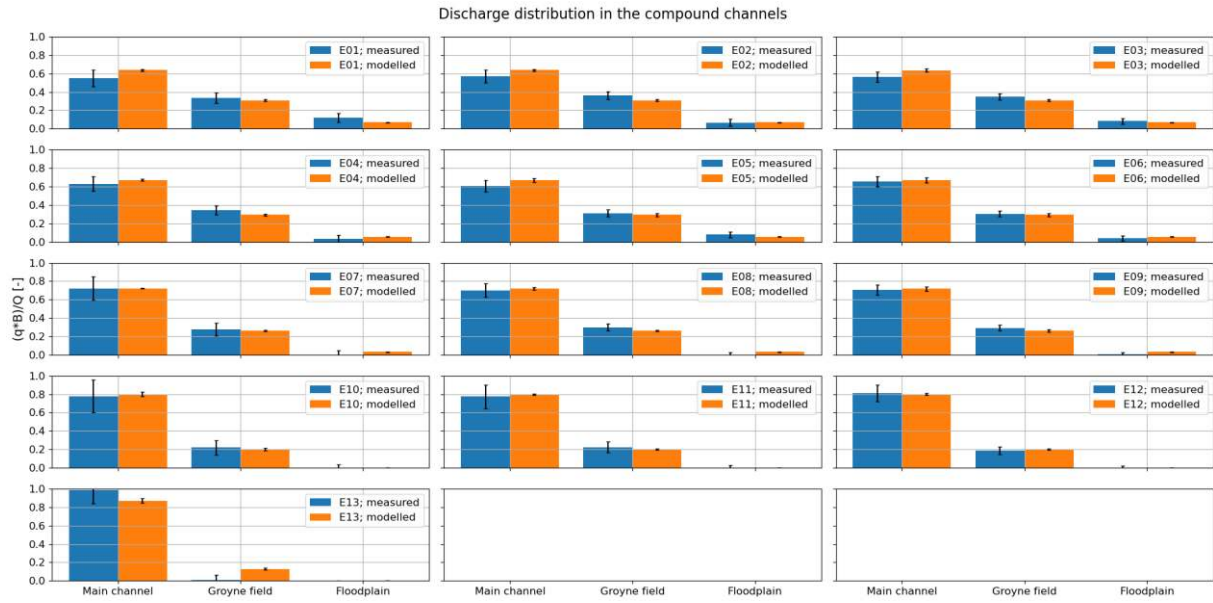 Discharge distribution in the compound channels
(q*B)/Q [-]
1.0
0.8
0.6
0.4
0.2
0.0
E01; measured
E01; modelled
E02; measured
E02; modelled
E03; measured
E03; modelled
1.0
0.8
0.6
0.4
0.2
0.0
E04; measured
E04; modelled
E05; measured
E05; modelled
E06; measured
E06; modelled
1.0
0.8
0.6
0.4
0.2
0.0
E07; measured
E07; modelled
E08; measured
E08; modelled
E09; measured
E09; modelled
1.0
0.8
0.6
0.4
0.2
0.0
E10; measured
E10; modelled
E11; measured
E11; modelled
E12; measured
E12; modelled
1.0
0.8
0.6
0.4
0.2
0.0
E13; measured
E13; modelled
Main channel Groyne field Floodplain Main channel Groyne field Floodplain Main channel Groyne field Floodplain